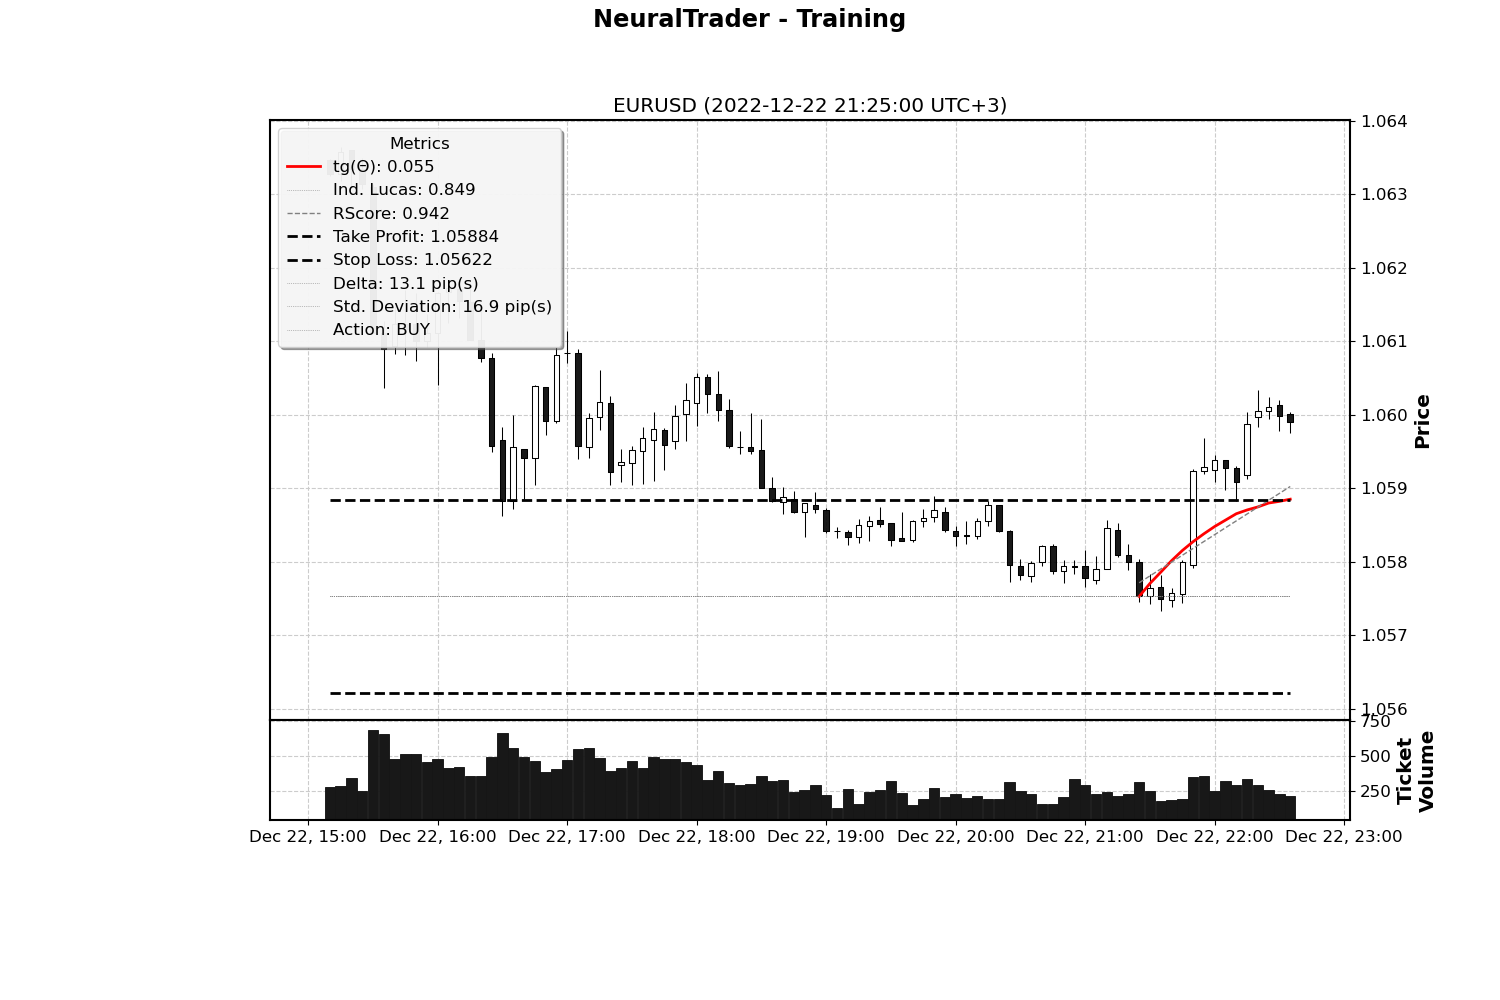 NeuralTrader - Training
EURUSD (2022-12-22 21:25:00 UTC+3)
Metrics
tg(Θ): 0.055
Ind. Lucas: 0.849
RScore: 0.942
Take Profit: 1.05884
Stop Loss: 1.05622
Delta: 13.1 pip(s)
Std. Deviation: 16.9 pip(s)
Action: BUY
1.064
1.063
1.062
1.061
1.060
1.059
1.058
1.057
1.056
Price
750
500
250
Ticket
Volume
Dec 22, 15:00
Dec 22, 16:00
Dec 22, 17:00
Dec 22, 18:00
Dec 22, 19:00
Dec 22, 20:00
Dec 22, 21:00
Dec 22, 22:00
Dec 22, 23:00